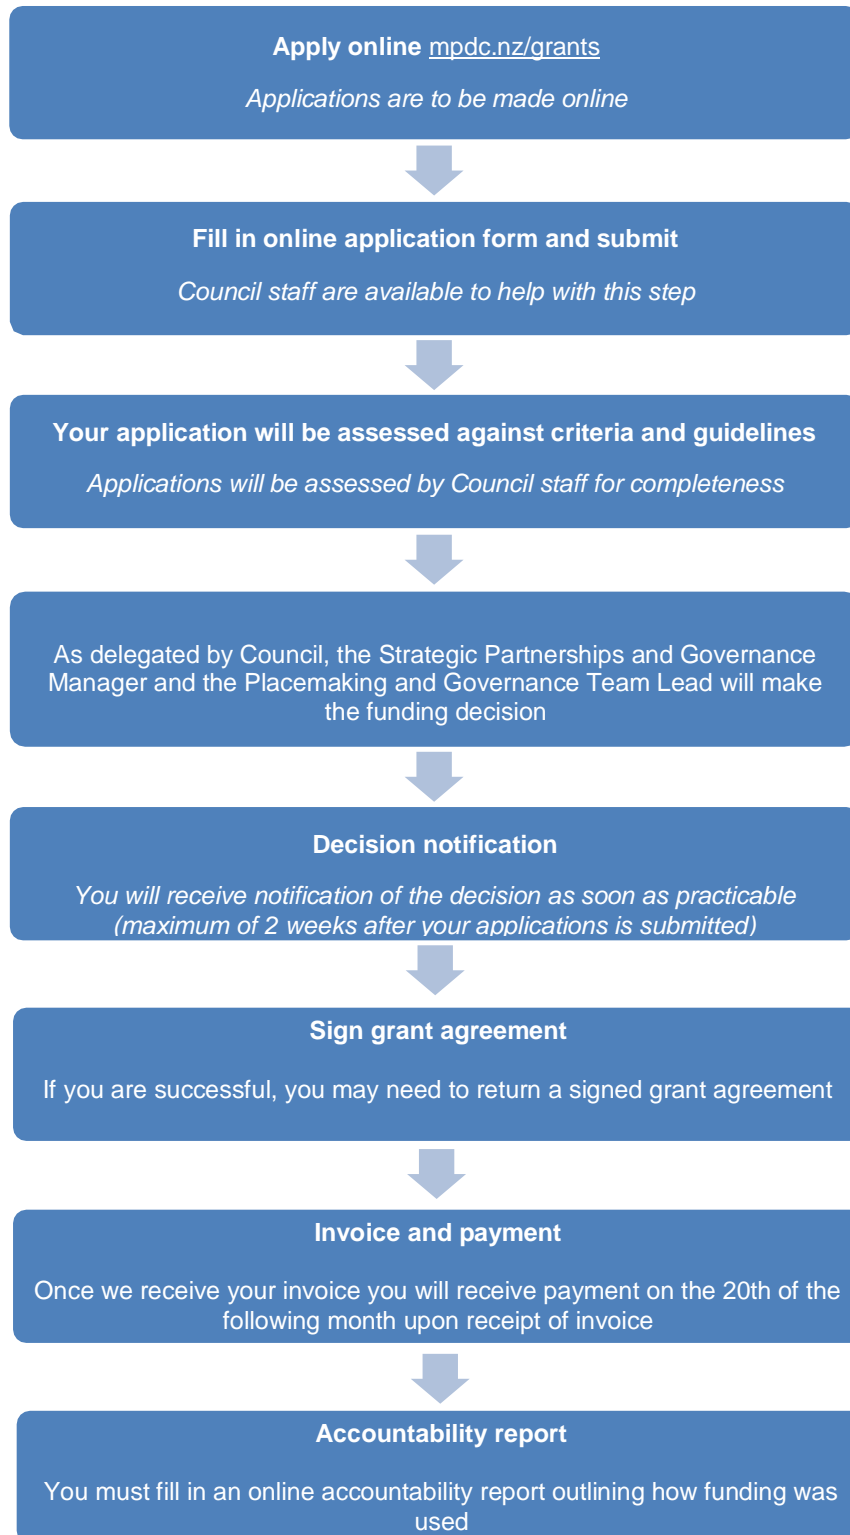 Apply online mpdc.nz/grants
Applications are to be made online
Fill in online application form and submit
Council staff are available to help with this step
Your application will be assessed against criteria and guidelines
Applications will be assessed by Council staff for completeness
As delegated by Council, the Strategic Partnerships and Governance
Manager and the Placemaking and Governance Team Lead will make
the funding decision
Decision notification
You will receive notification of the decision as soon as practicable
(maximum of 2 weeks after your applications is submitted)
Sign grant agreement
If you are successful, you may need to return a signed grant agreement
Invoice and payment
Once we receive your invoice you will receive payment on the 20th of the
following month upon receipt of invoice
Accountability report
You must fill in an online accountability report outlining how funding was
used